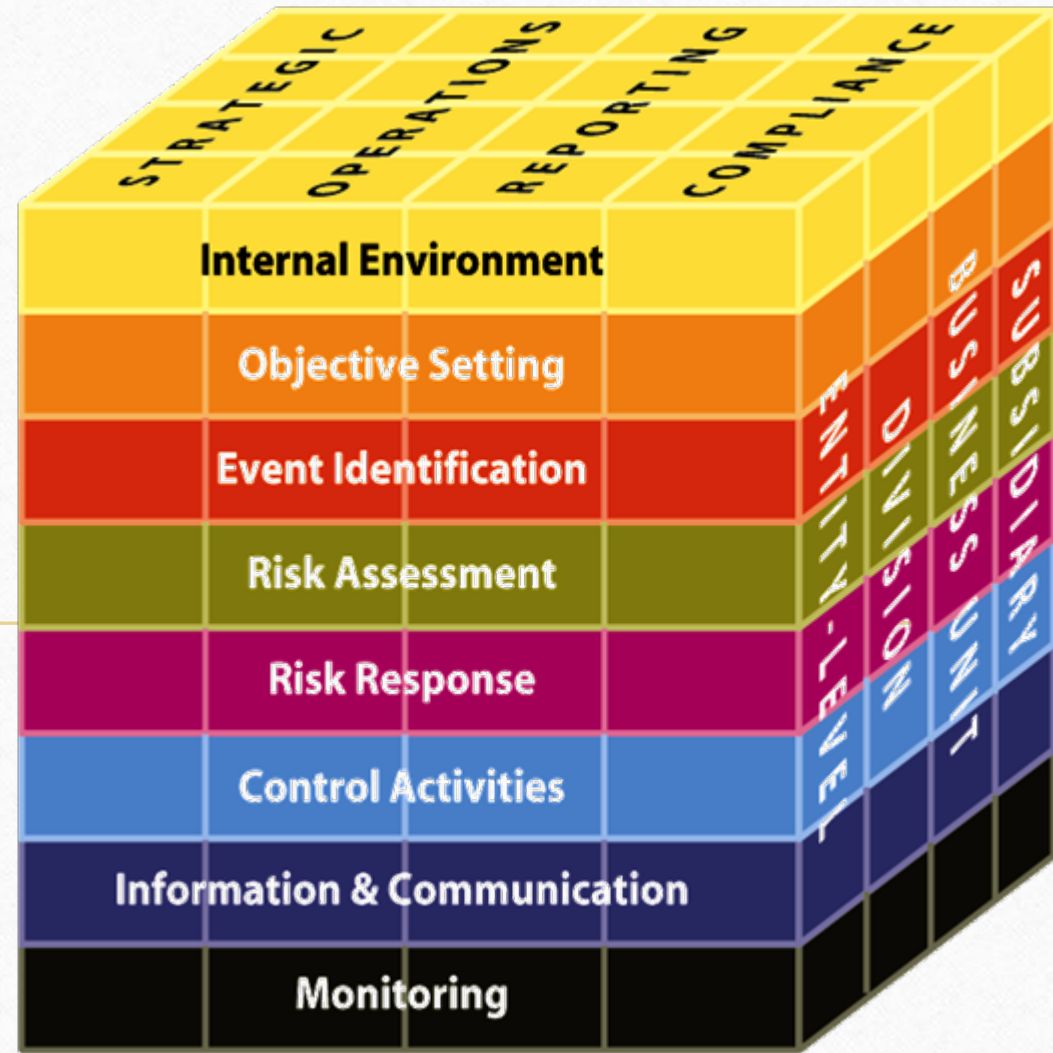 STRATEGIC
OPERATIONS
REPORTING
COMPLIANCE
Internal Environment
Objective Setting
Event Identification
Risk Assessment
Risk Response
Control Activities
Information & Communication
Monitoring
ENTITY-LEVEL
DIVISION
BUSINESS UNIT
SUBSIDIARY